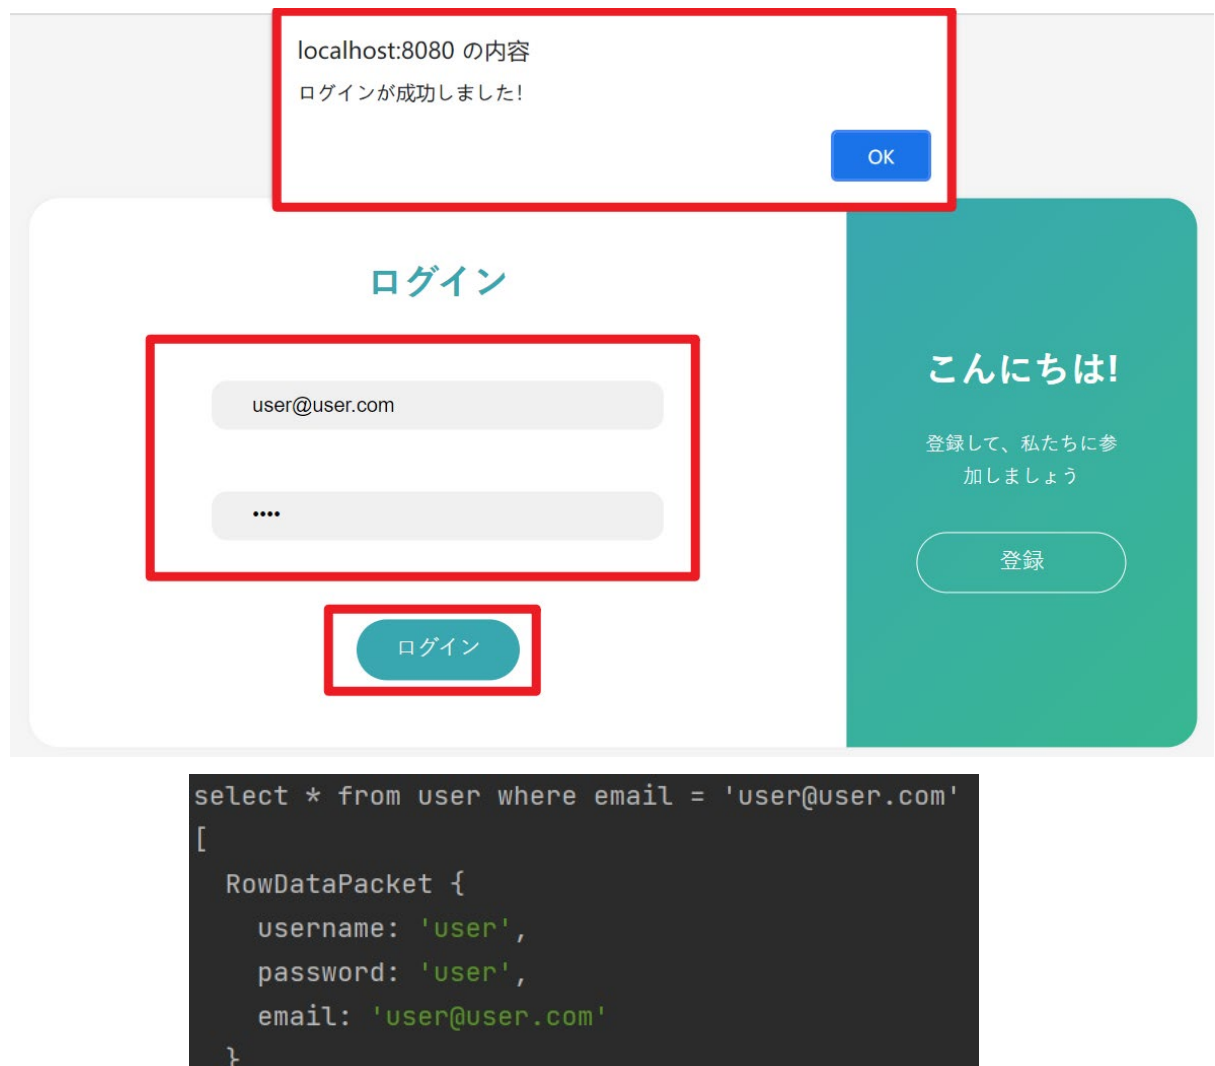 localhost:8080 の内容
ログインが成功しました!
OK
ログイン
user@user.com
••••
ログイン
こんにちは!
登録して、私たちに参
加しましょう
登録
select * from user where email = 'user@user.com'
[
RowDataPacket {
username: 'user',
password: 'user',
email: 'user@user.com'
}